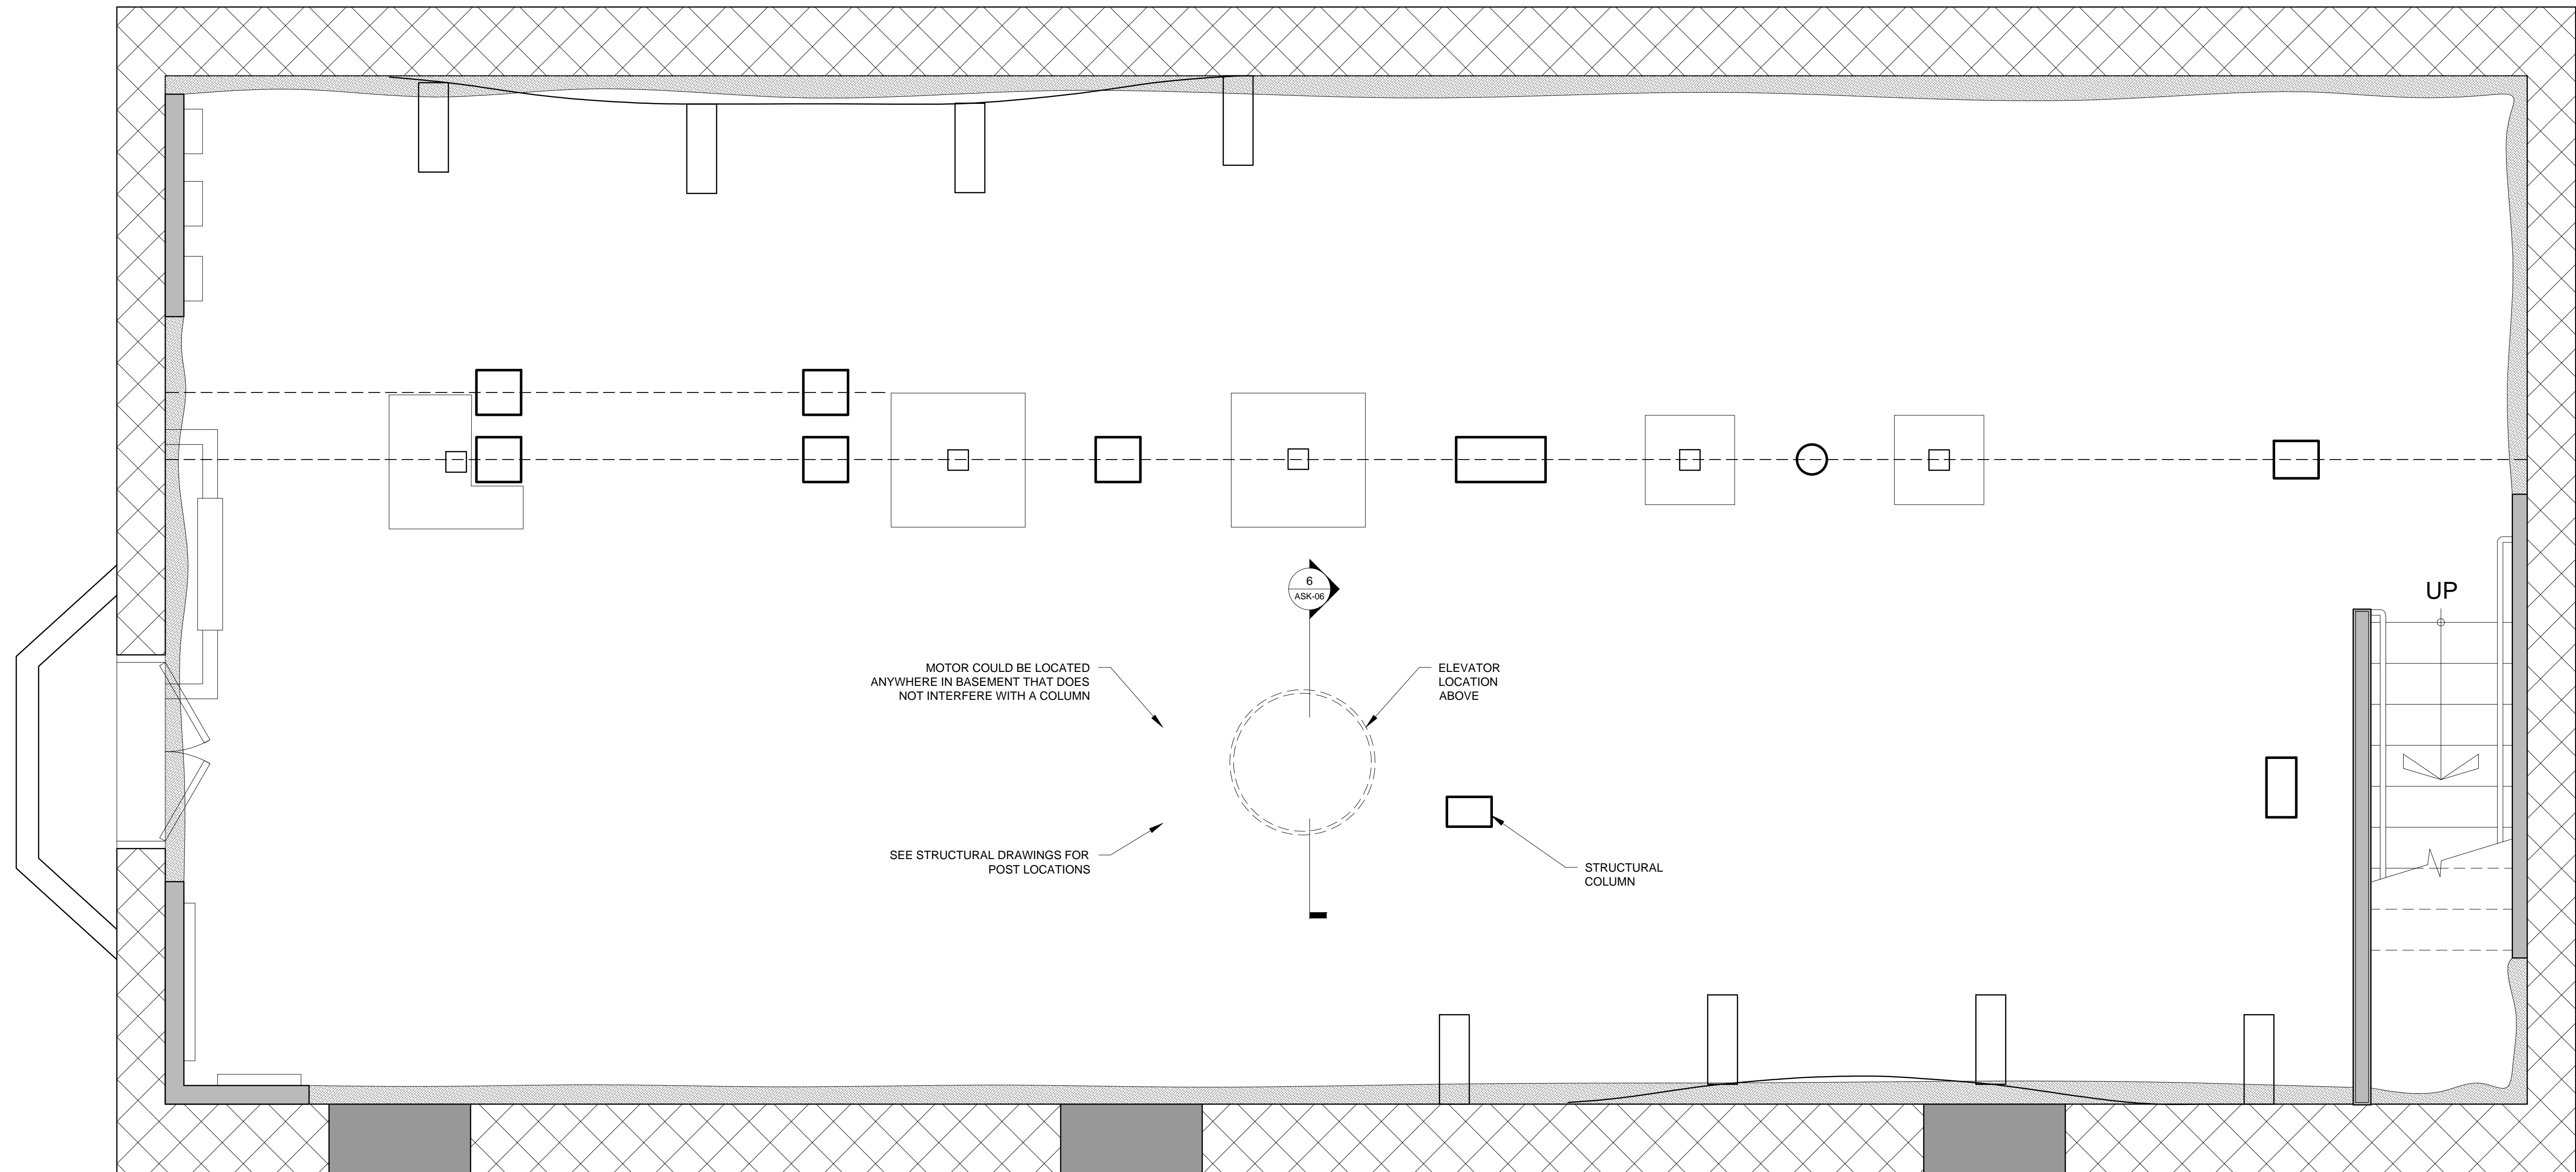 UP
6
ASK-06
MOTOR COULD BE LOCATED
ANYWHERE IN BASEMENT THAT DOES
NOT INTERFERE WITH A COLUMN
ELEVATOR
LOCATION
ABOVE
SEE STRUCTURAL DRAWINGS FOR
POST LOCATIONS
STRUCTURAL
COLUMN